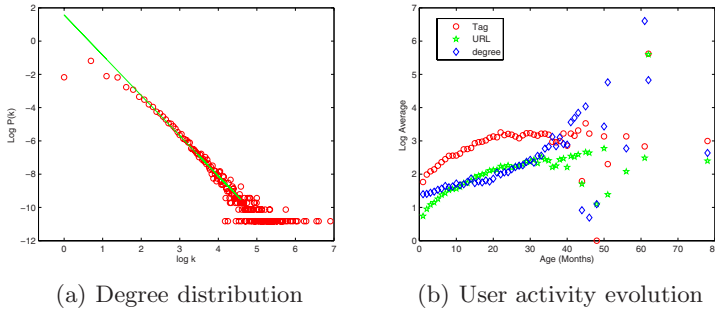 2
0
−2
−4
−6
−8
−10
−12
Log P(k)
−1 0 1 2 3 4 5 6 7
log k
(a) Degree distribution
7
6
5
4
3
2
1
0
Log Average
Tag
URL
degree
0 10 20 30 40 50 60 70 80
Age (Months)
(b) User activity evolution